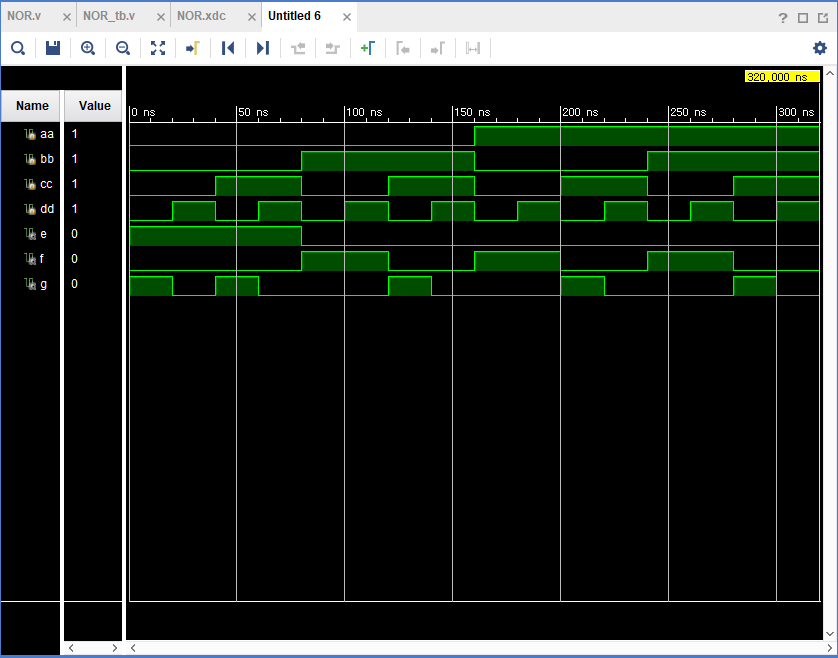 NOR.v × NOR_tb.v × NOR.xdc × Untitled 6 × ?
320,000 ns
Name Value
0 ns 50 ns 100 ns 150 ns 200 ns 250 ns 300 ns
aa 1
bb 1
cc 1
dd 1
e 0
f 0
g 0